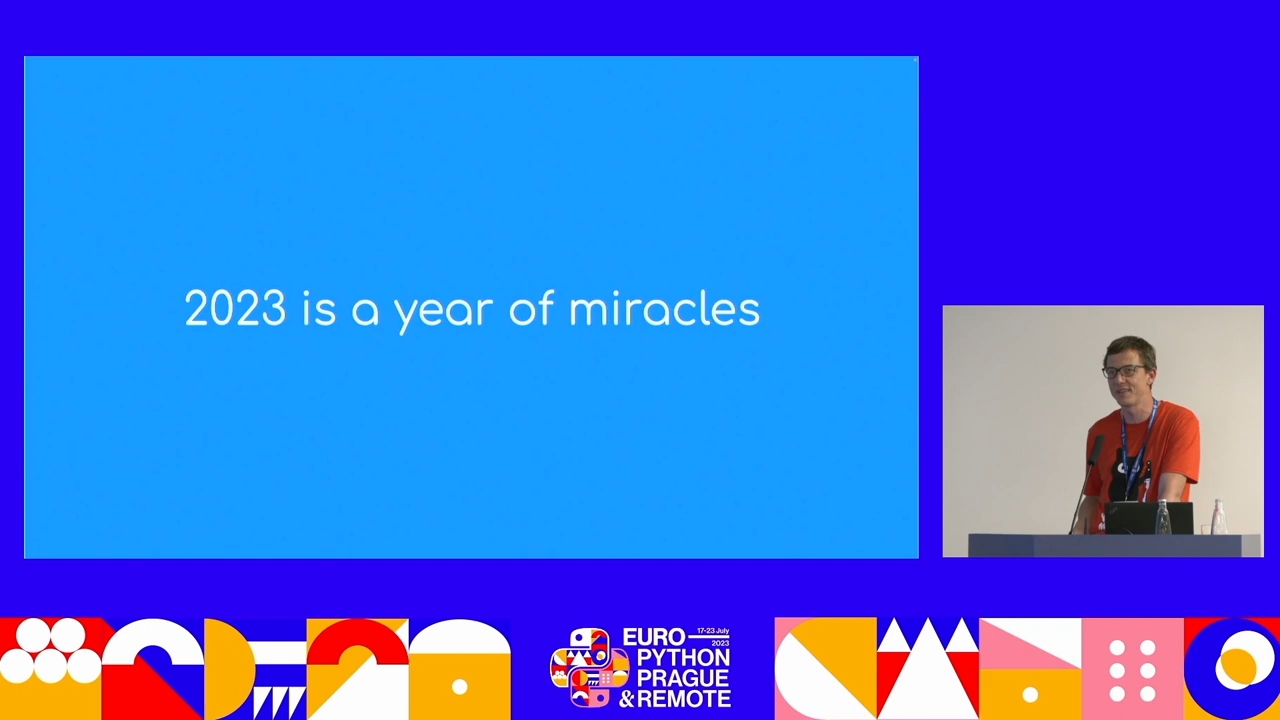 2023 is a year of miracles
EURO
17-23 July
2023
PYTHON
PRAGUE
& REMOTE